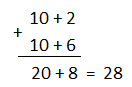 10 + 2
+
10 + 6
20 + 8 = 28